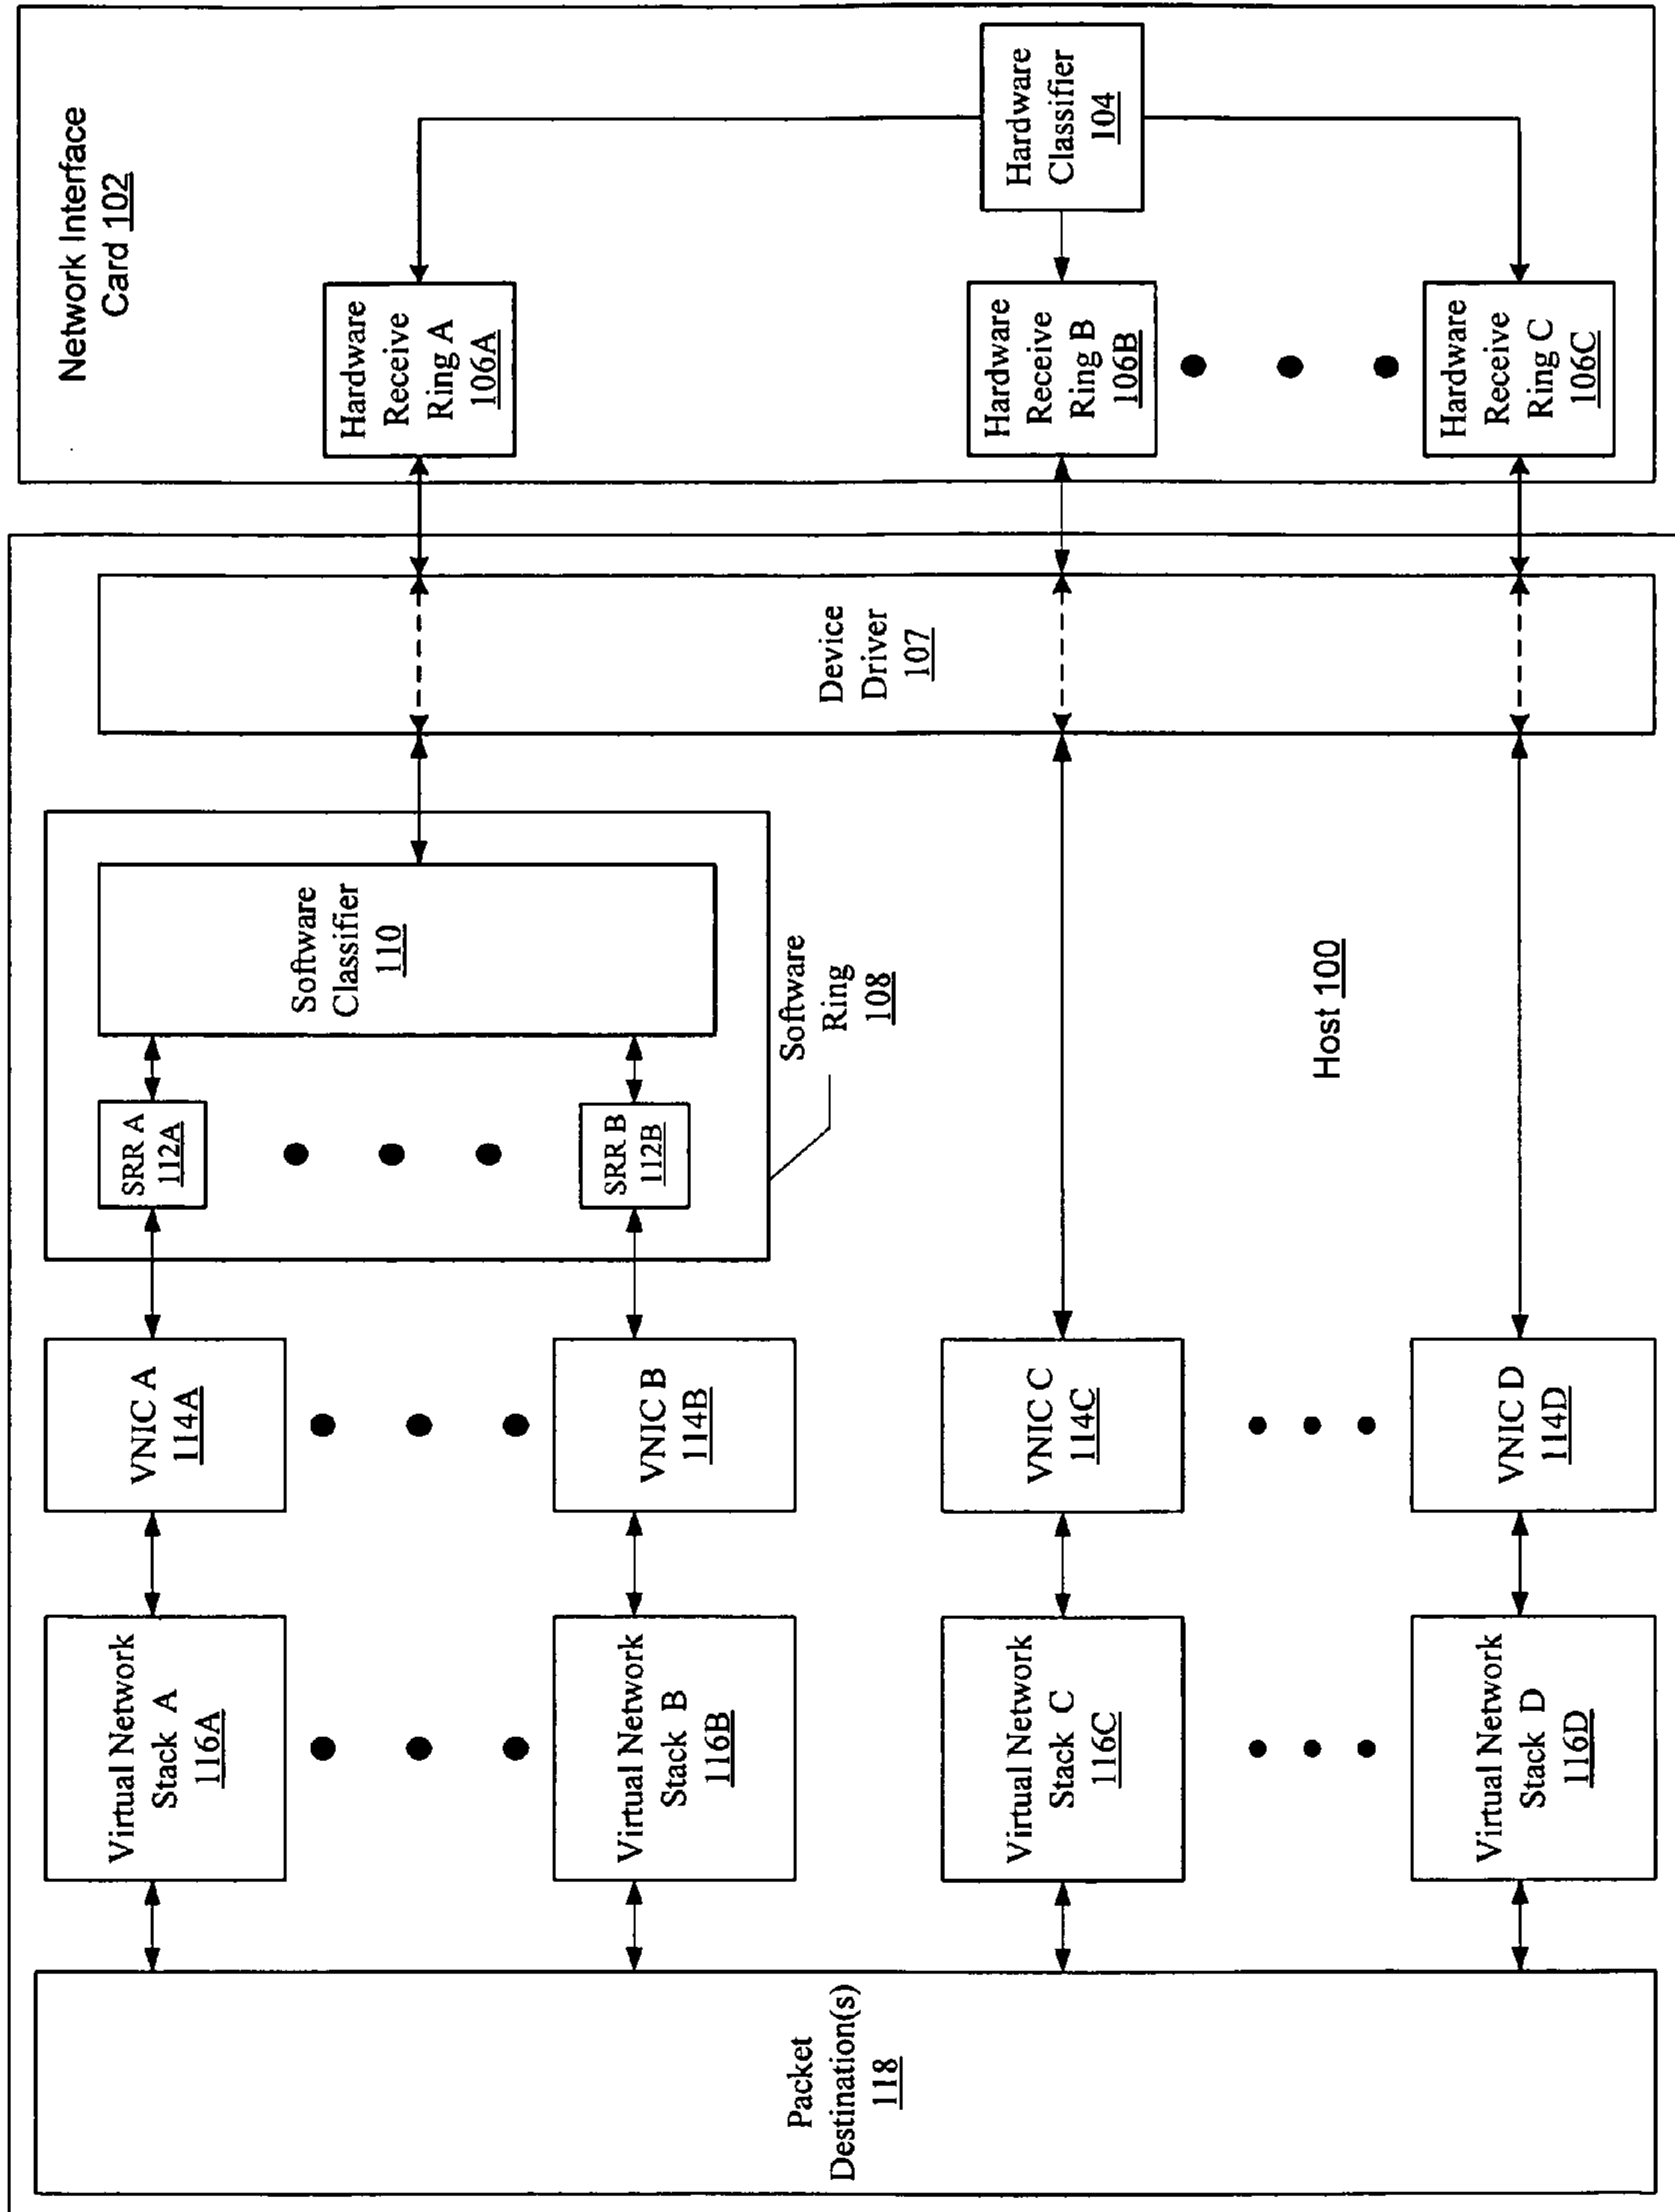 Network Interface
Card 102
Hardware
Classifier
104
Hardware
Receive
Ring A
106A
Hardware
Receive
Ring B
106B
Hardware
Receive
Ring C
106C
Device
Driver
107
Software
Classifier
110
SRR A
112A
SRR B
112B
Software
Ring
108
Host 100
VNIC A
114A
VNIC B
114B
VNIC C
114C
VNIC D
114D
Virtual Network
Stack A
116A
Virtual Network
Stack B
116B
Virtual Network
Stack C
116C
Virtual Network
Stack D
116D
Packet
Destination(s)
118